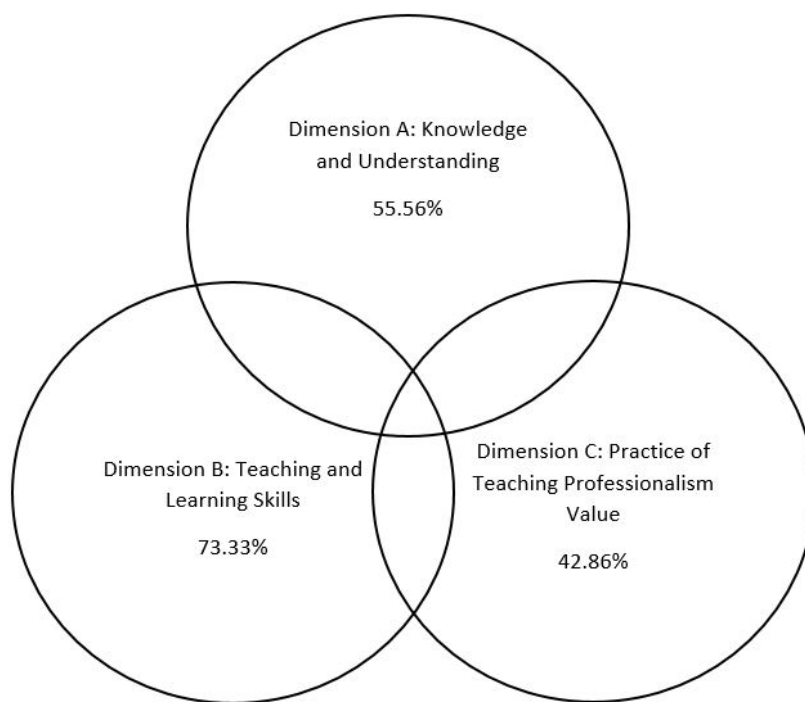 Dimension A: Knowledge
and Understanding
55.56%
Dimension B: Teaching and
Learning Skills
73.33%
Dimension C: Practice of
Teaching Professionalism
Value
42.86%